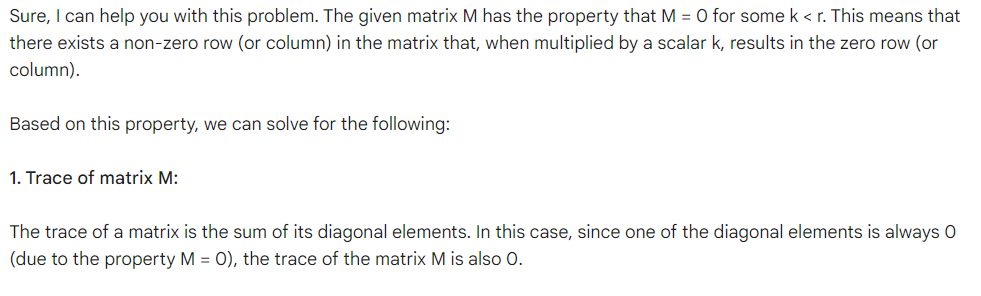 Sure, I can help you with this problem. The given matrix M has the property that M = 0 for some k < r. This means that
there exists a non-zero row (or column) in the matrix that, when multiplied by a scalar k, results in the zero row (or
column).
Based on this property, we can solve for the following:
1. Trace of matrix M:
The trace of a matrix is the sum of its diagonal elements. In this case, since one of the diagonal elements is always 0
(due to the property M = 0), the trace of the matrix M is also 0.